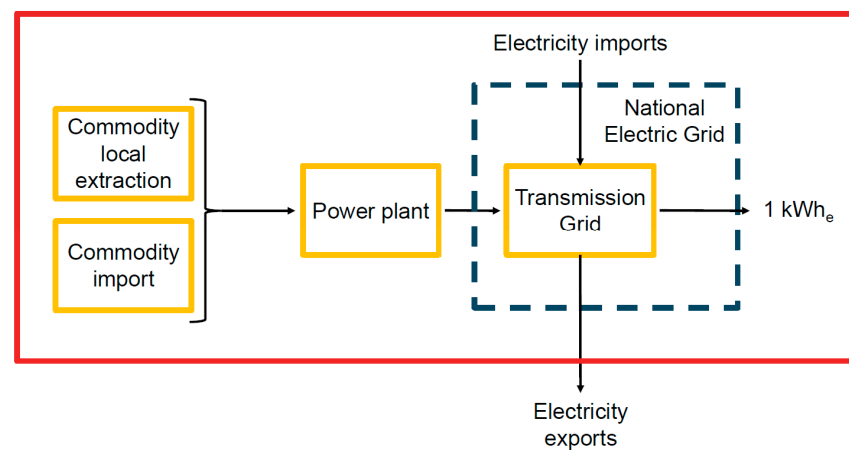 Electricity imports
National
Electric Grid
Commodity
local
extraction
Commodity
import
Power plant
Transmission
Grid
1 kWhₑ
Electricity
exports